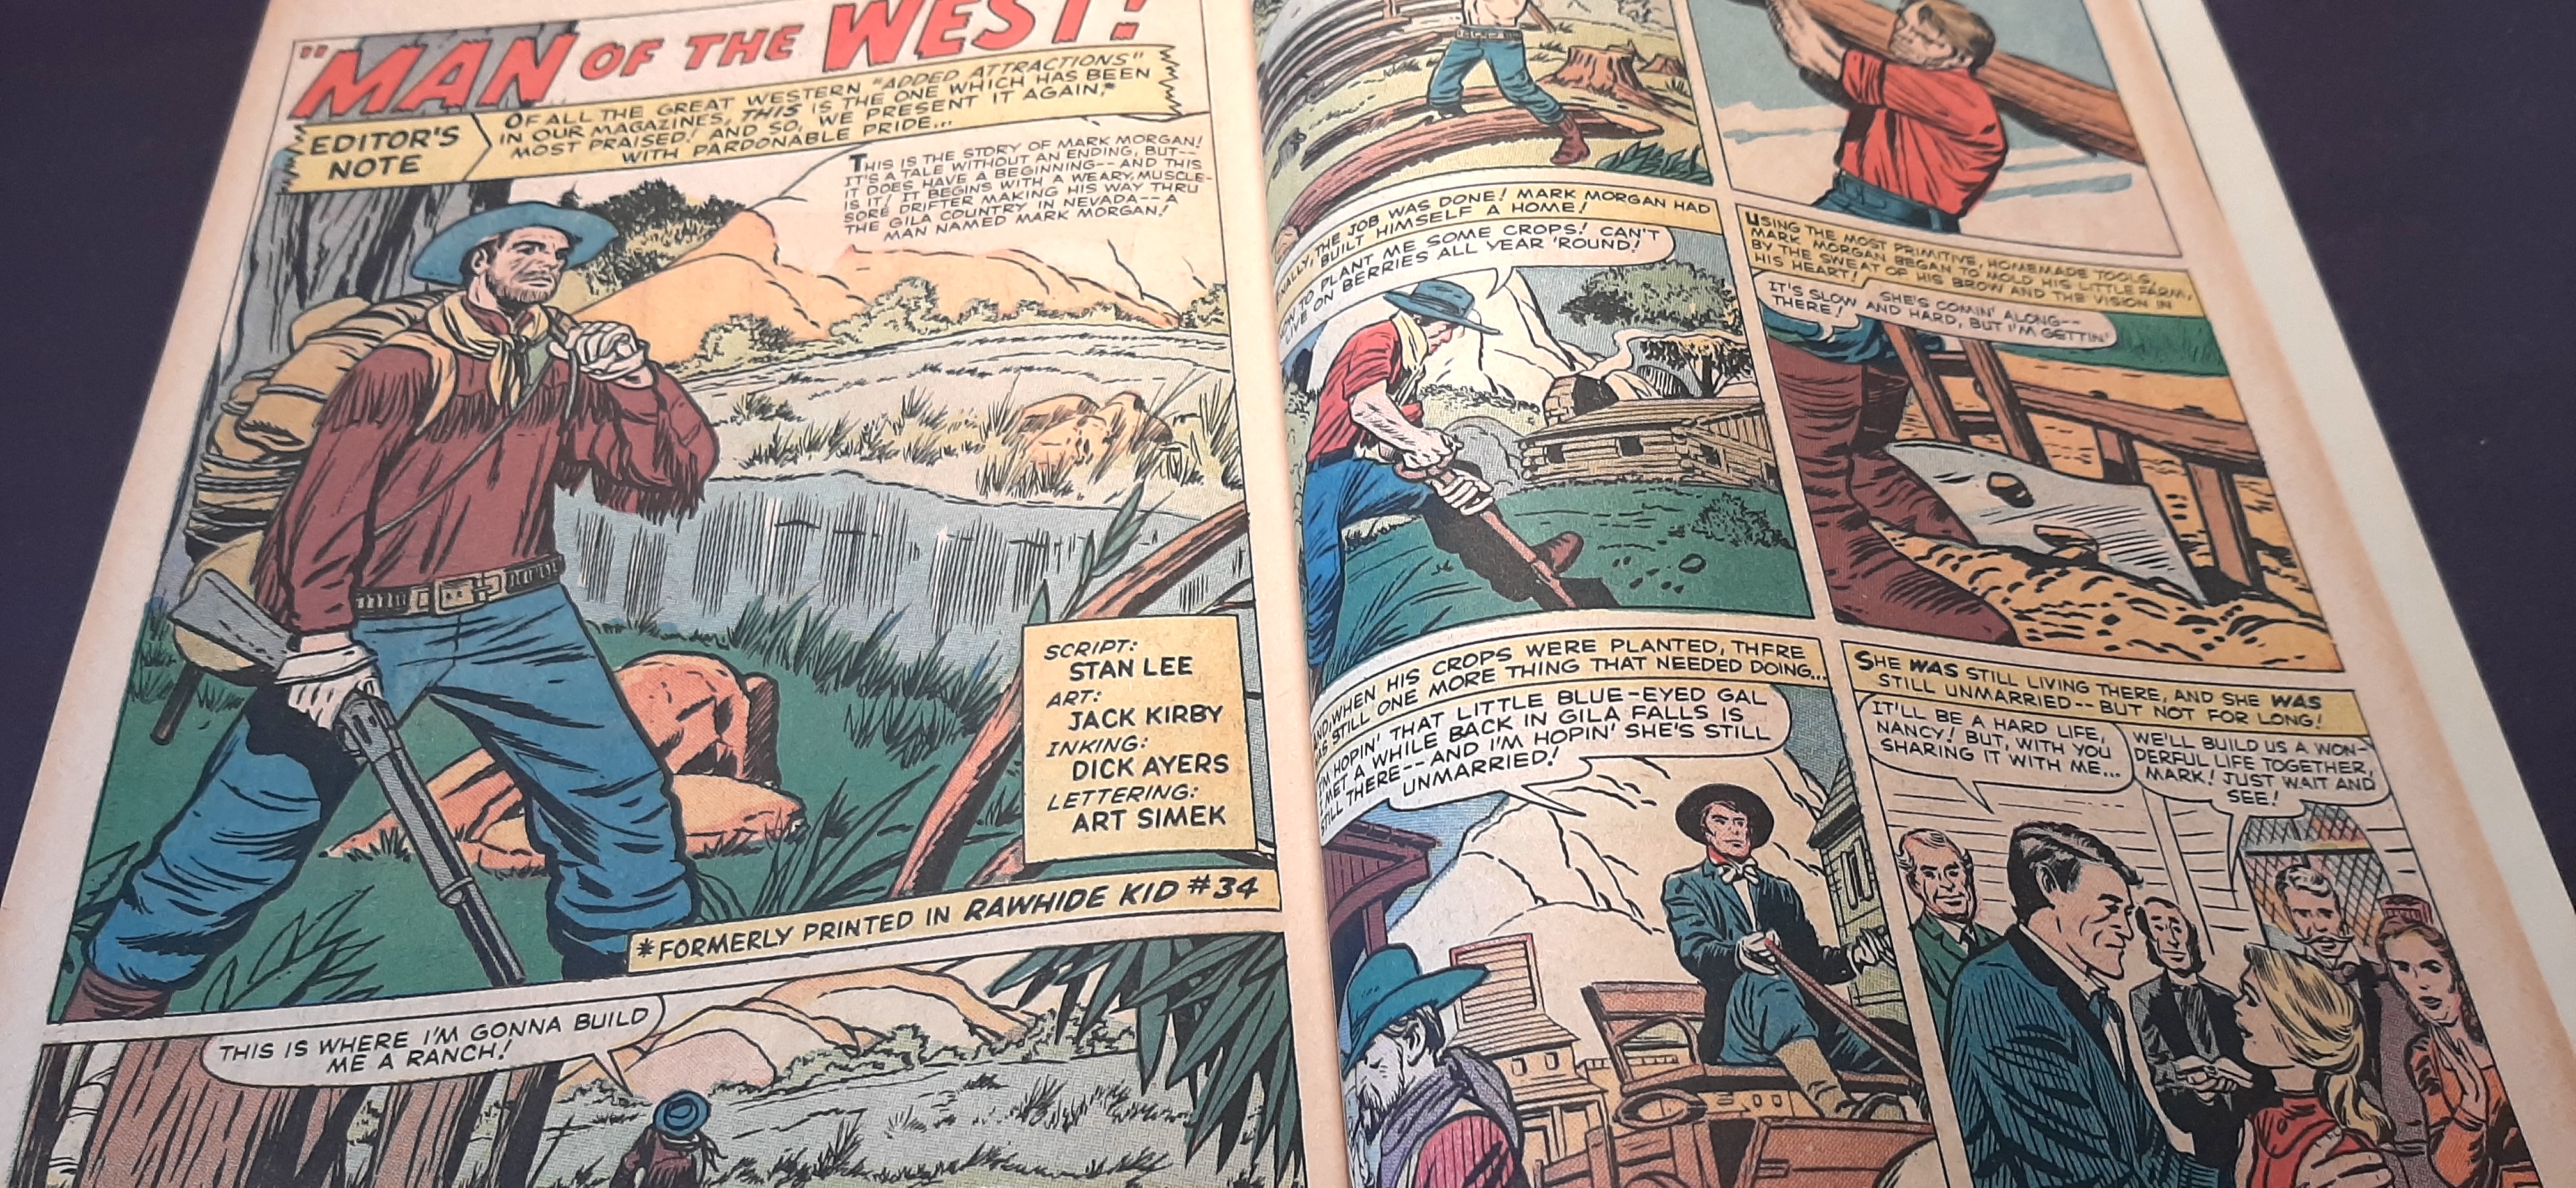 "MAN OF THE WEST!
EDITOR'S
NOTE
OF ALL THE GREAT WESTERN "ADDED ATTRACTIONS"
IN OUR MAGAZINES, THIS IS THE ONE WHICH HAS BEEN
MOST PRAISED! AND SO, WE PRESENT IT AGAIN,*
WITH PARDONABLE PRIDE...
THIS IS THE STORY OF MARK MORGAN!
IT'S A TALE WITHOUT AN ENDING, BUT--
IT DOES HAVE A BEGINNING-- AND THIS
IS IT! IT BEGINS WITH A WEARY, MUSCLE-
SORE DRIFTER MAKING HIS WAY THRU
THE GILA COUNTRY IN NEVADA-- A
MAN NAMED MARK MORGAN!
SCRIPT:
STAN LEE
ART:
JACK KIRBY
INKING:
DICK AYERS
LETTERING:
ART SIMEK
*FORMERLY PRINTED IN RAWHIDE KID #34
THIS IS WHERE I'M GONNA BUILD
ME A RANCH!
THE JOB WAS DONE! MARK MORGAN HAD
BUILT HIMSELF A HOME!
TO PLANT ME SOME CROPS! CAN'T
LIVE ON BERRIES ALL YEAR 'ROUND!
USING THE MOST PRIMITIVE, HOMEMADE TOOLS,
MARK MORGAN BEGAN TO MOLD HIS LITTLE FARM,
BY THE SWEAT OF HIS BROW AND THE VISION IN
HIS HEART!
SHE'S COMIN' ALONG--
IT'S SLOW AND HARD, BUT I'M GETTIN'
THERE!
AND, WHEN HIS CROPS WERE PLANTED, THERE
WAS STILL ONE MORE THING THAT NEEDED DOING...
I'M HOPIN' THAT LITTLE BLUE-EYED GAL
I MET A WHILE BACK IN GILA FALLS IS
STILL THERE-- AND I'M HOPIN' SHE'S STILL
UNMARRIED!
SHE WAS STILL LIVING THERE, AND SHE WAS
STILL UNMARRIED-- BUT NOT FOR LONG!
IT'LL BE A HARD LIFE,
NANCY! BUT, WITH YOU
SHARING IT WITH ME...
WE'LL BUILD US A WON-
DERFUL LIFE TOGETHER,
MARK! JUST WAIT AND
SEE!